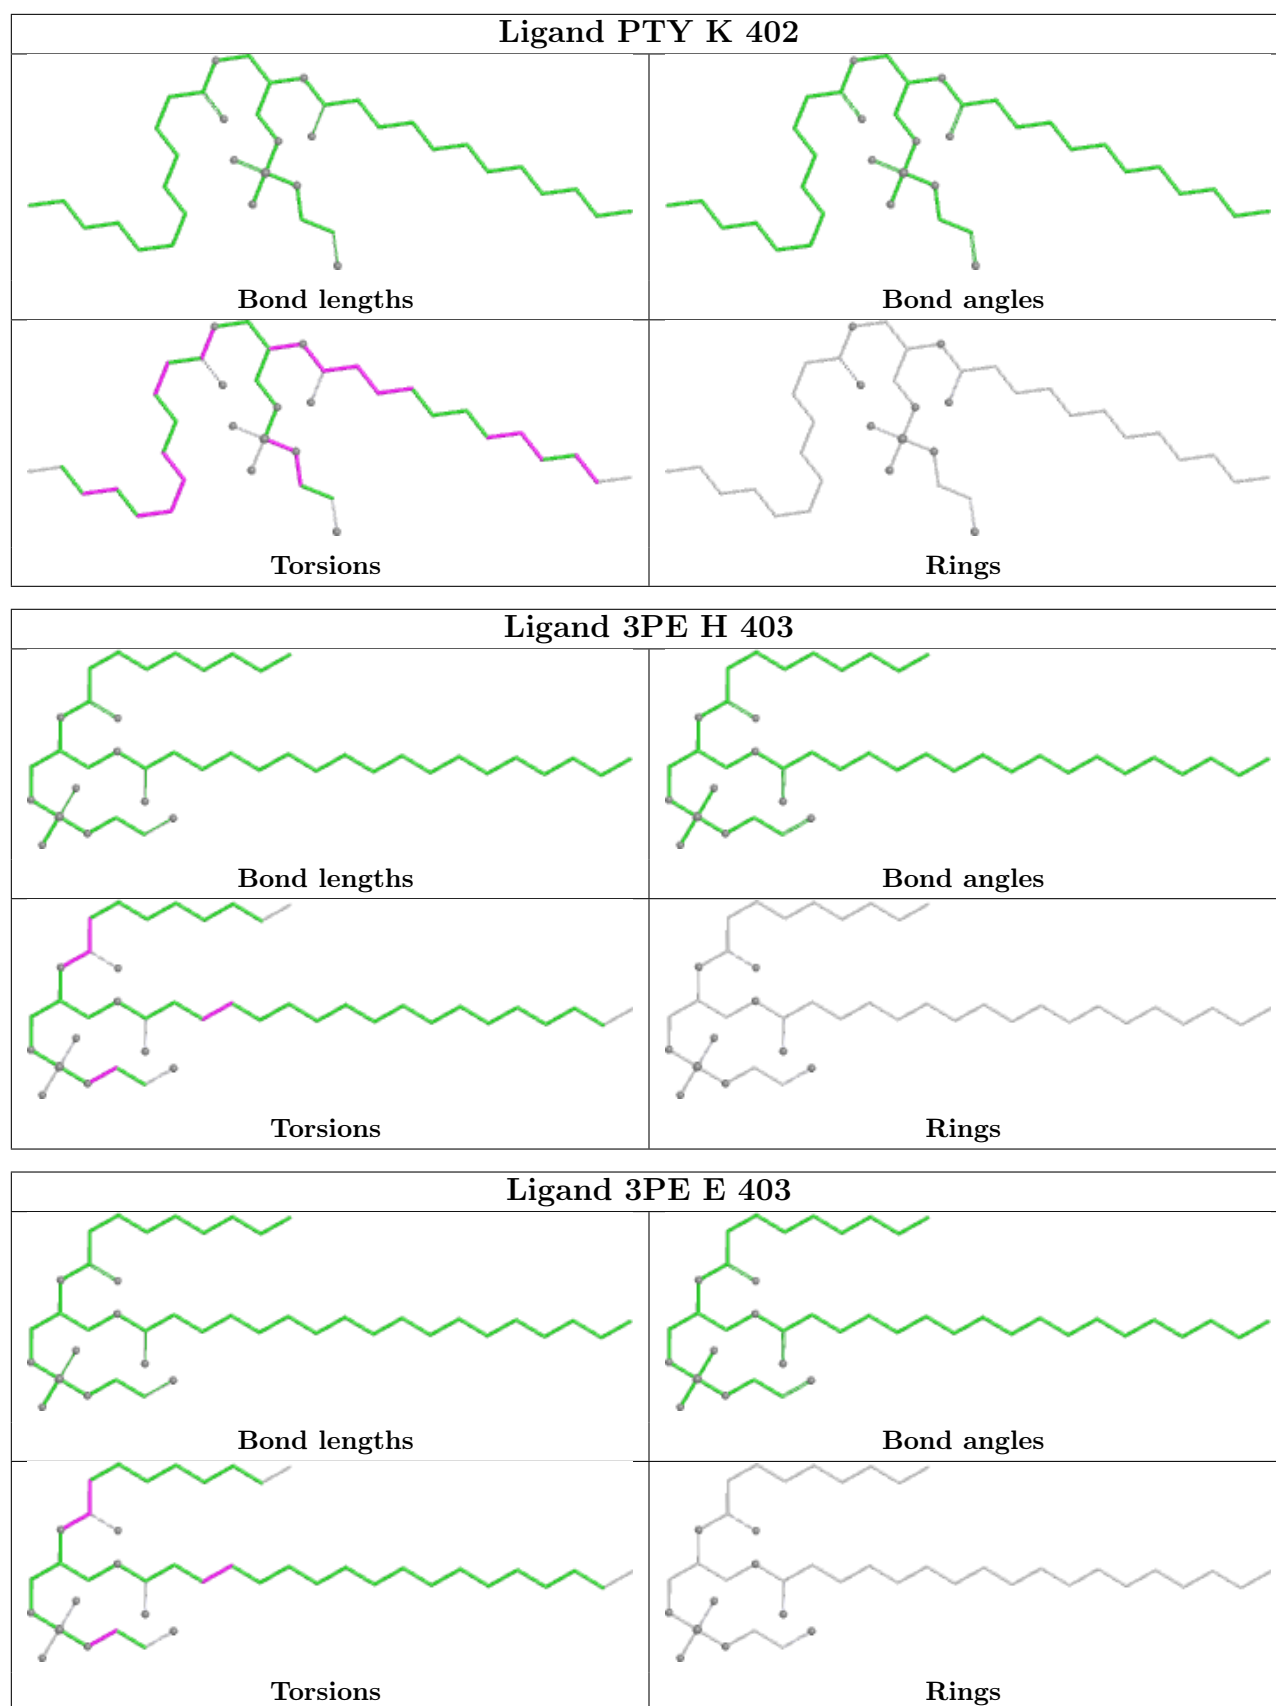 Ligand PTY K 402
Bond lengths
Bond angles
Torsions
Rings
Ligand 3PE H 403
Bond lengths
Bond angles
Torsions
Rings
Ligand 3PE E 403
Bond lengths
Bond angles
Torsions
Rings